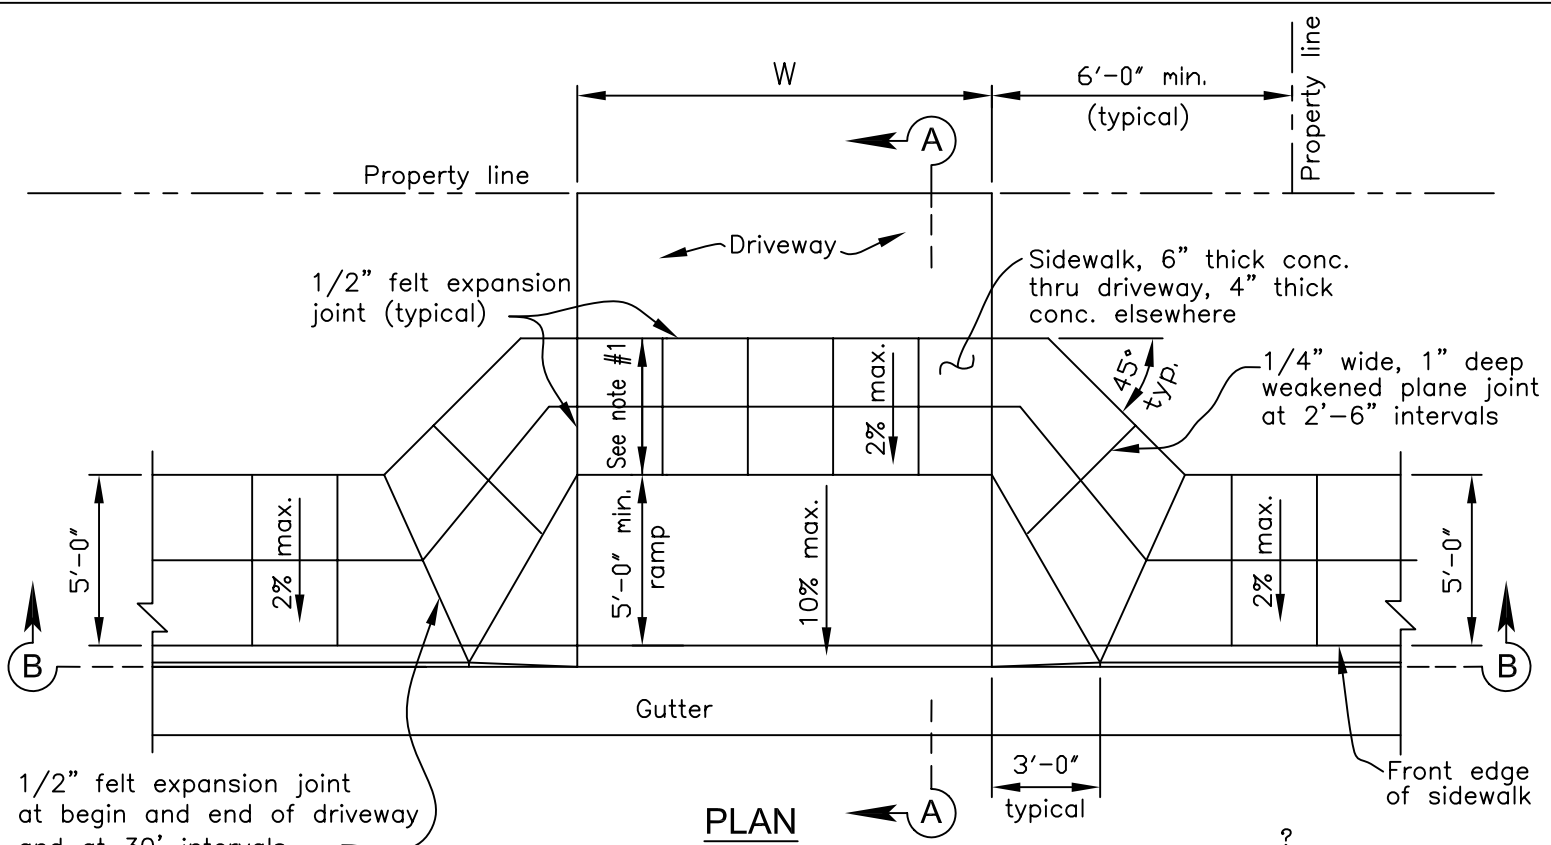 W
6'-0" min.
(typical)
Property line
A
Property line
Driveway
1/2" felt expansion
joint (typical)
Sidewalk, 6" thick conc.
thru driveway, 4" thick
conc. elsewhere
See note #1
2% max.
45°
typ.
1/4" wide, 1" deep
weakened plane joint
at 2'-6" intervals
5'-0"
2% max.
5'-0" min.
ramp
10% max.
2% max.
5'-0"
B
B
Gutter
1/2" felt expansion joint
at begin and end of driveway
and at 30' intervals
PLAN
A
3'-0"
typical
Front edge
of sidewalk
?